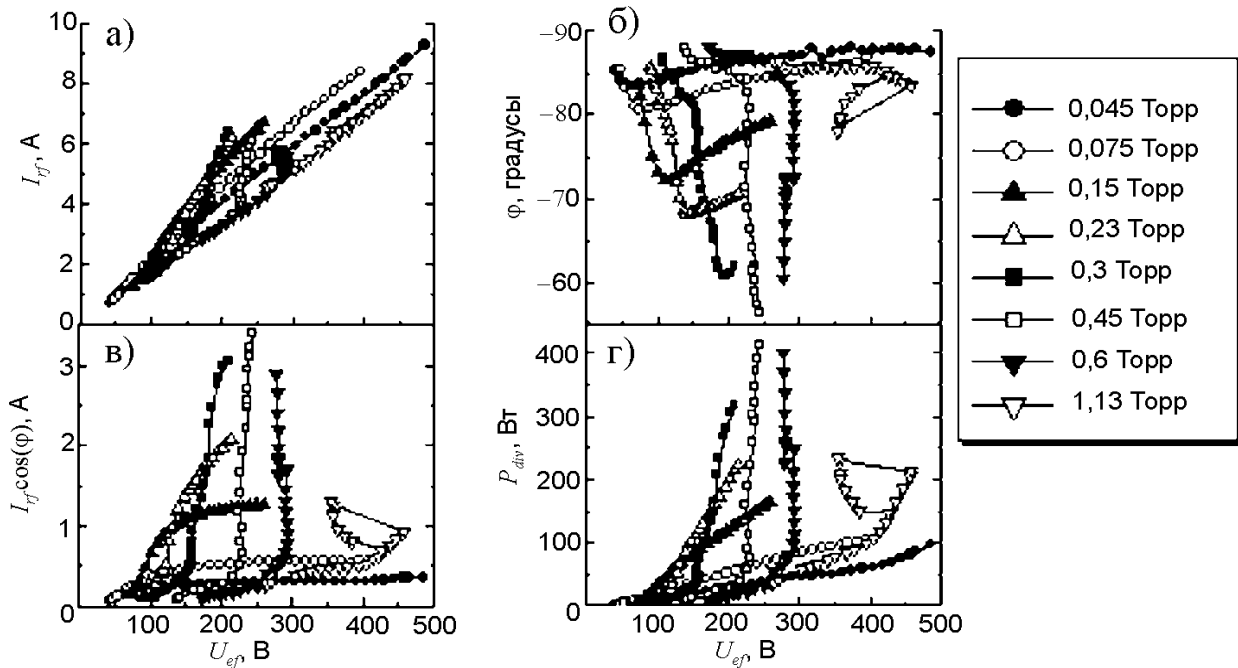 а)
10
8
6
4
2
0
I_rf, А
б)
−90
−80
−70
−60
φ, градусы
0,045 Торр
0,075 Торр
0,15 Торр
0,23 Торр
0,3 Торр
0,45 Торр
0,6 Торр
1,13 Торр
в)
3
2
1
0
I_rf cos(φ), А
100 200 300 400 500
U_ef, В
г)
400
300
200
100
0
P_div, Вт
100 200 300 400 500
U_ef, В